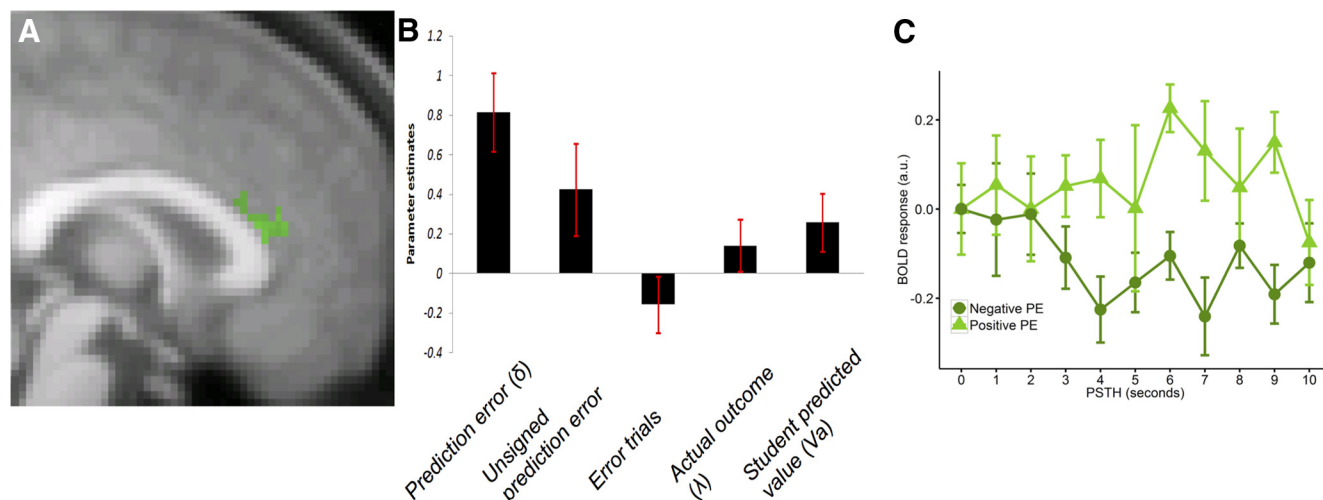 A
B
C
1.2
1
0.8
0.6
0.4
0.2
0
-0.2
-0.4
Parameter estimates
Prediction error (δ)
Unsigned
prediction error
Error trials
Actual outcome
(λ)
Student predicted
value (Va)
0.2
0.0
-0.2
BOLD response (a.u.)
Negative PE
Positive PE
0 1 2 3 4 5 6 7 8 9 10
PSTH (seconds)